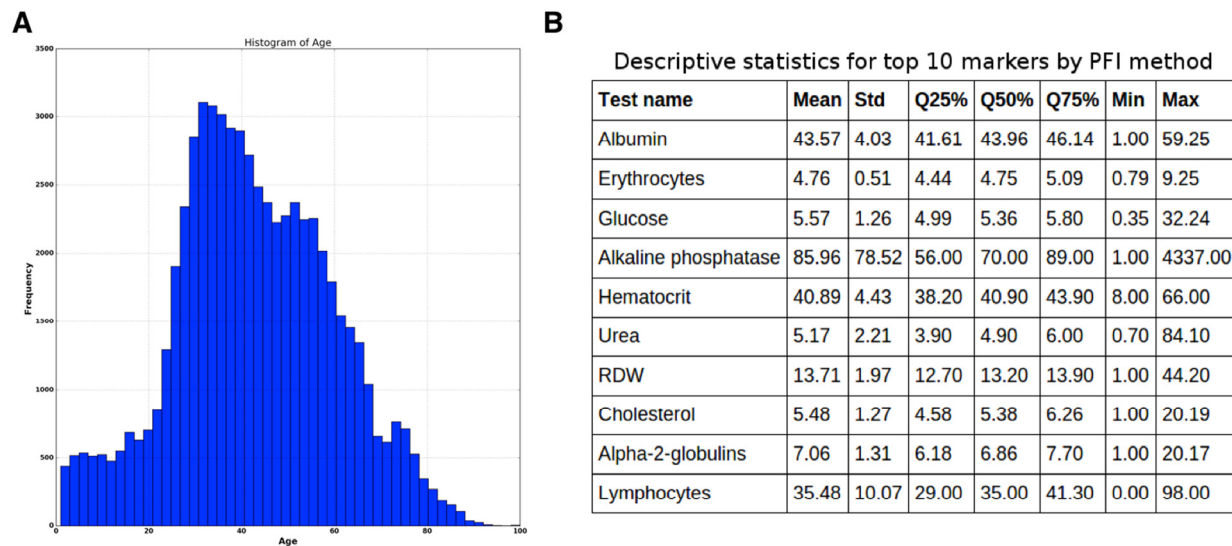 A
Histogram of Age
3500
3000
2500
2000
1500
1000
500
0
Frequency
0 20 40 60 80 100
Age
B
Descriptive statistics for top 10 markers by PFI method
Test name Mean Std Q25% Q50% Q75% Min Max
Albumin 43.57 4.03 41.61 43.96 46.14 1.00 59.25
Erythrocytes 4.76 0.51 4.44 4.75 5.09 0.79 9.25
Glucose 5.57 1.26 4.99 5.36 5.80 0.35 32.24
Alkaline phosphatase 85.96 78.52 56.00 70.00 89.00 1.00 4337.00
Hematocrit 40.89 4.43 38.20 40.90 43.90 8.00 66.00
Urea 5.17 2.21 3.90 4.90 6.00 0.70 84.10
RDW 13.71 1.97 12.70 13.20 13.90 1.00 44.20
Cholesterol 5.48 1.27 4.58 5.38 6.26 1.00 20.19
Alpha-2-globulins 7.06 1.31 6.18 6.86 7.70 1.00 20.17
Lymphocytes 35.48 10.07 29.00 35.00 41.30 0.00 98.00